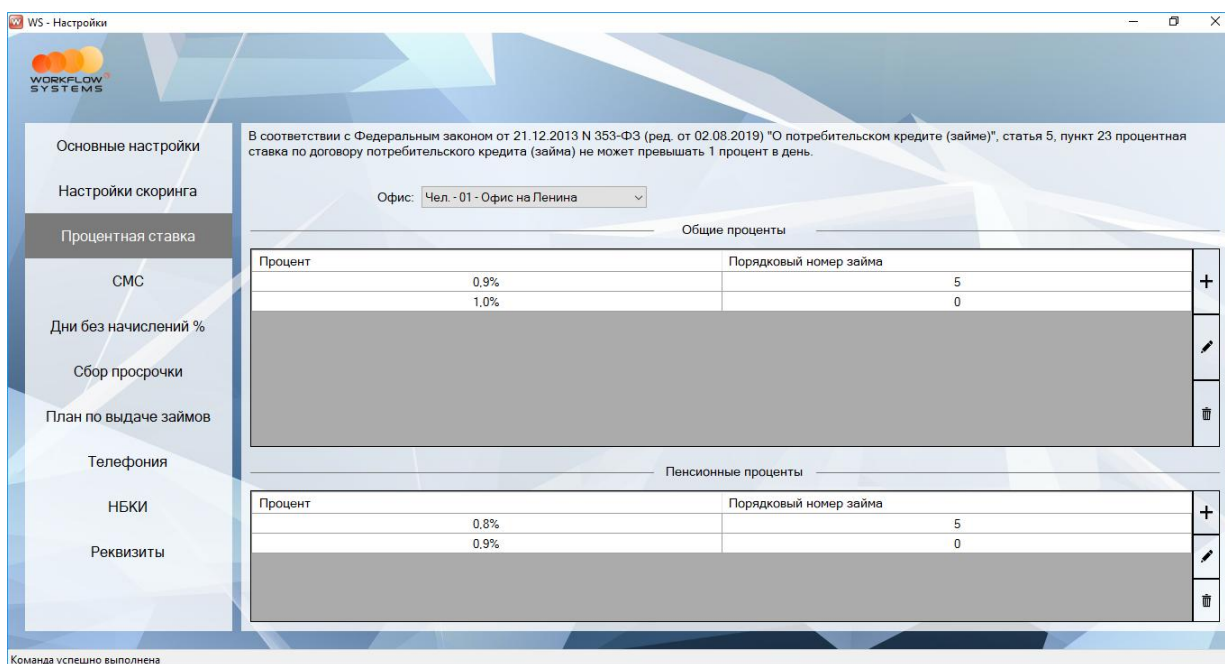 WS - Настройки
WORKFLOW
SYSTEMS
Основные настройки
Настройки скоринга
Процентная ставка
СМС
Дни без начислений %
Сбор просрочки
План по выдаче займов
Телефония
НБКИ
Реквизиты
В соответствии с Федеральным законом от 21.12.2013 N 353-ФЗ (ред. от 02.08.2019) "О потребительском кредите (займе)", статья 5, пункт 23 процентная
ставка по договору потребительского кредита (займа) не может превышать 1 процент в день.
Офис: Чел. - 01 - Офис на Ленина
Общие проценты
Процент Порядковый номер займа
0,9% 5
1,0% 0
Пенсионные проценты
Процент Порядковый номер займа
0,8% 5
0,9% 0
Команда успешно выполнена